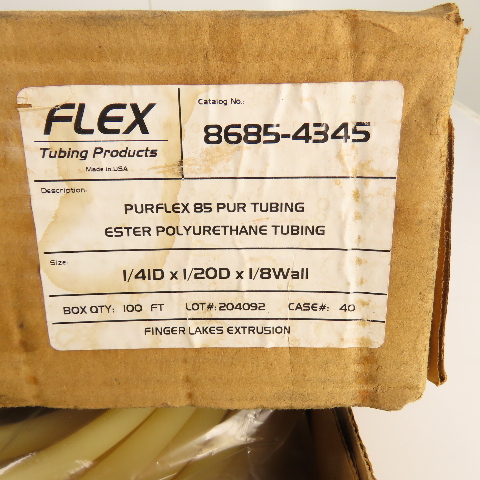 FLEX
Tubing Products
Made in USA
Catalog No.:
8685-4345
Description:
PURFLEX 85 PUR TUBING
ESTER POLYURETHANE TUBING
Size:
1/4ID x 1/2OD x 1/8Wall
BOX QTY: 100 FT LOT#: 204092 CASE#: 40
FINGER LAKES EXTRUSION